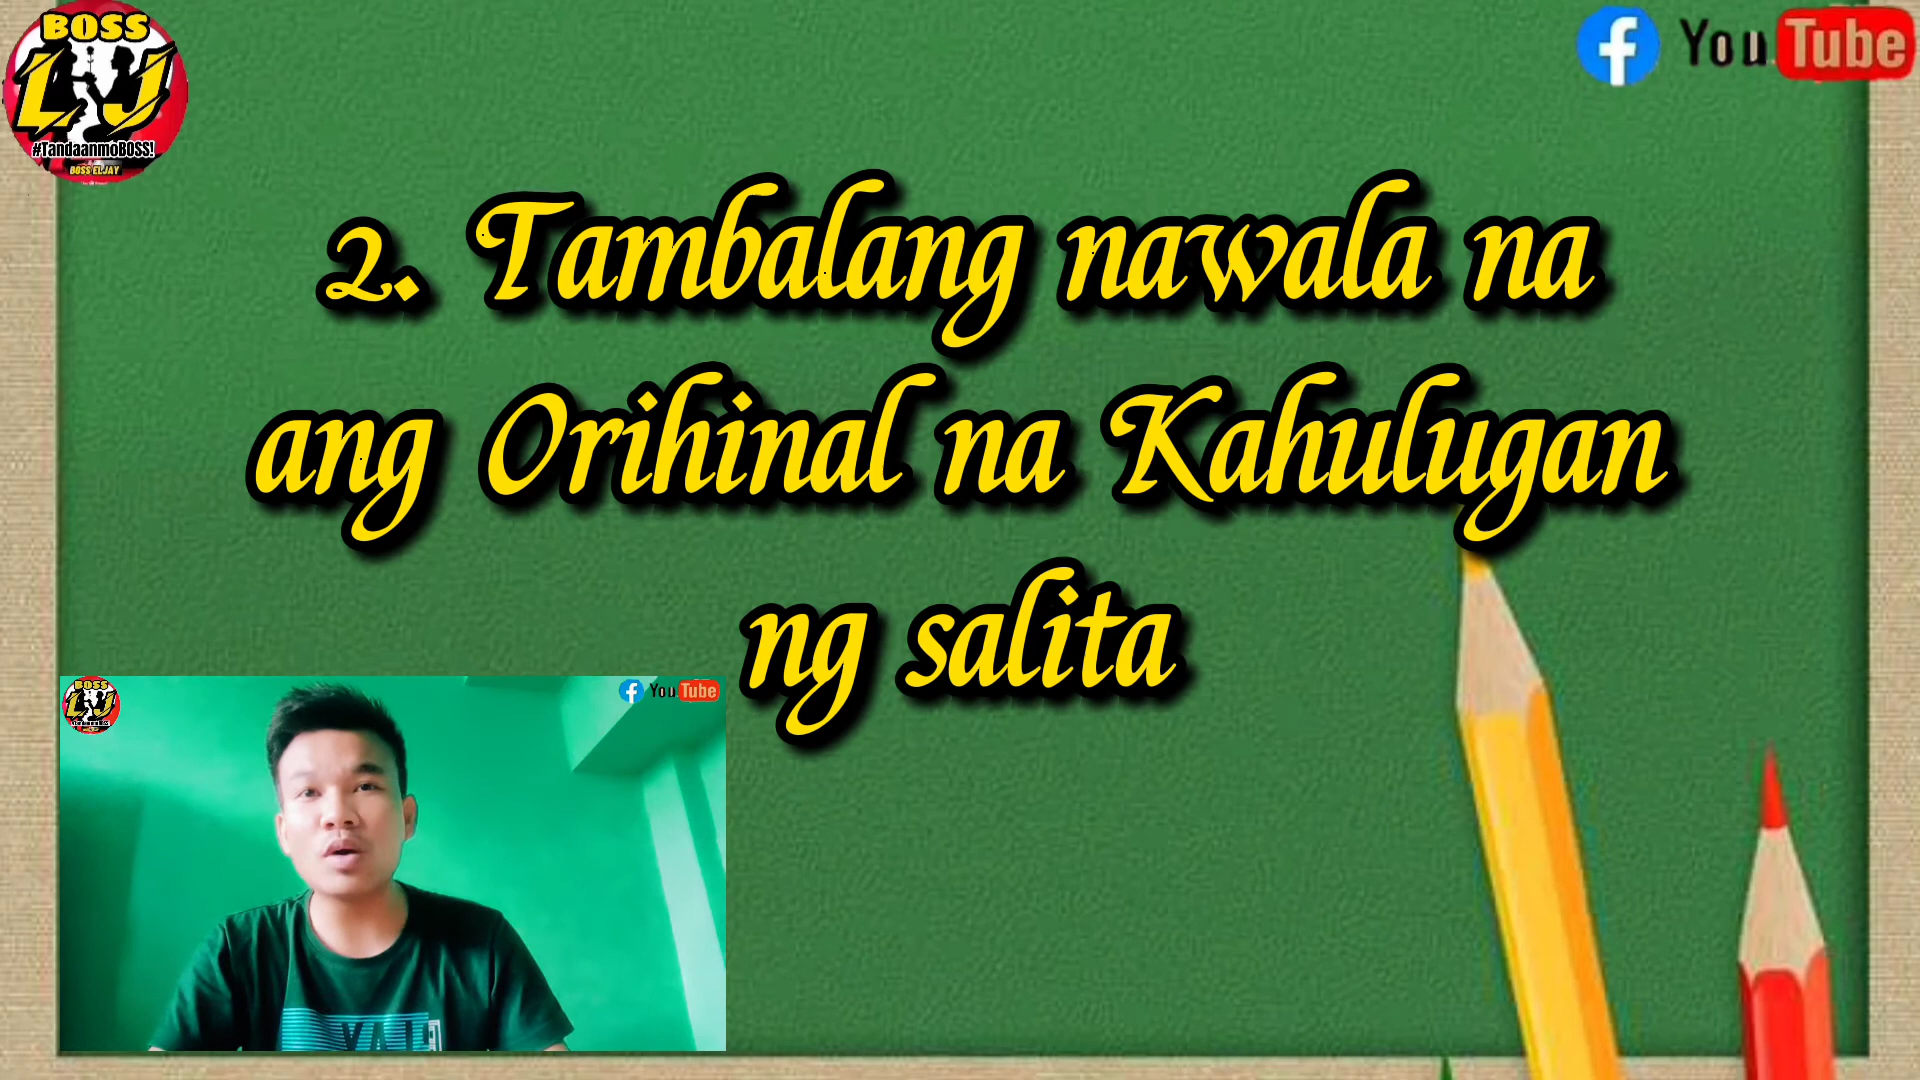 BOSS
LJ
#TandaanmoBOSS!
BOSS ELJAY
f YouTube
2. Tambalang nawala na
ang Orihinal na Kahulugan
ng salita
BOSS
LJ
f YouTube